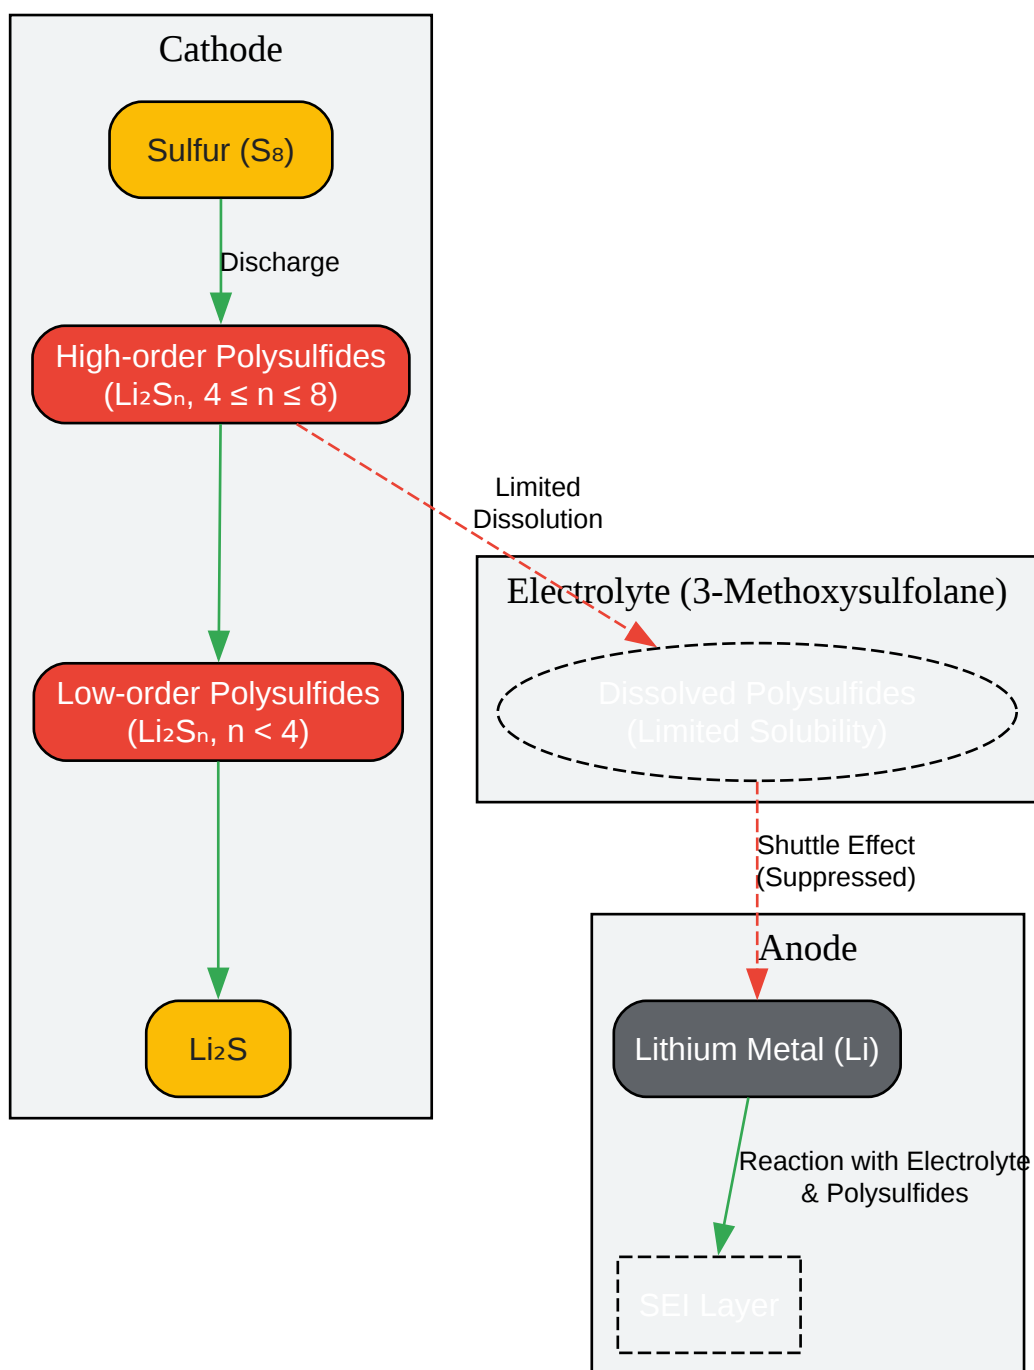 Cathode
Sulfur (S₈)
Discharge
High-order Polysulfides
(Li₂Sₙ, 4 ≤ n ≤ 8)
Limited
Dissolution
Electrolyte (3-Methoxysulfolane)
Low-order Polysulfides
(Li₂Sₙ, n < 4)
Dissolved Polysulfides
(Limited Solubility)
Shuttle Effect
(Suppressed)
Anode
Li₂S
Lithium Metal (Li)
Reaction with Electrolyte
& Polysulfides
SEI Layer